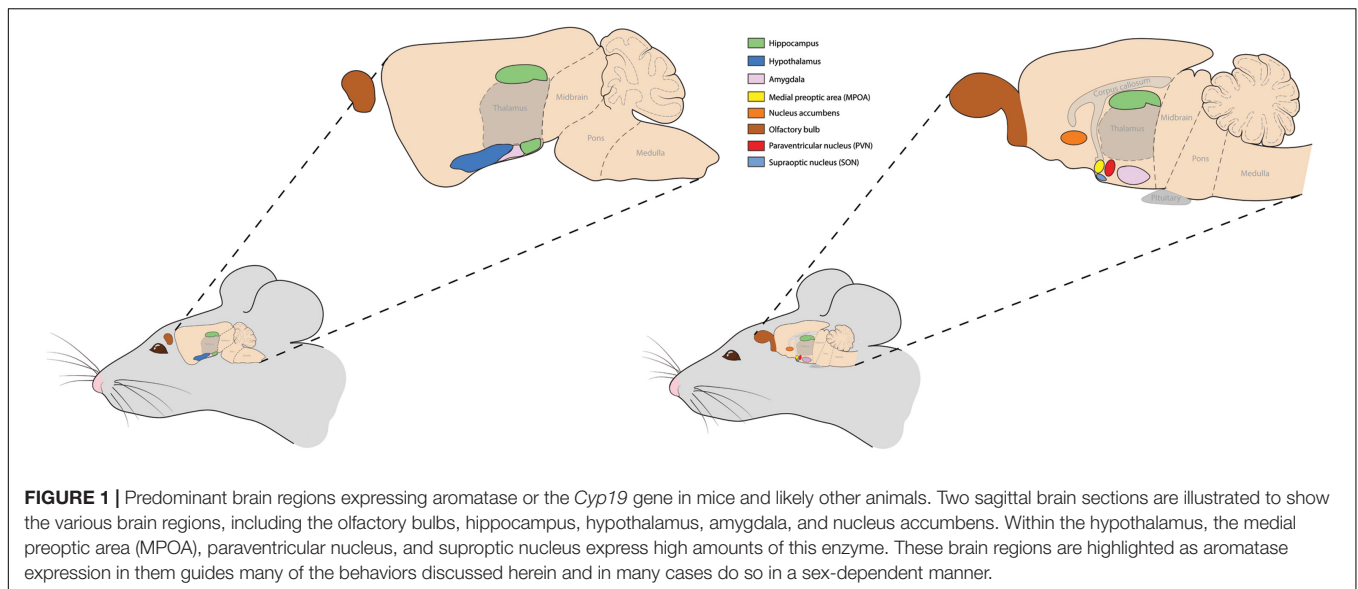 Hippocampus
Hypothalamus
Amygdala
Medial preoptic area (MPOA)
Nucleus accumbens
Olfactory bulb
Paraventricular nucleus (PVN)
Supraoptic nucleus (SON)
Thalamus
Midbrain
Pons
Medulla
Corpus callosum
Thalamus
Midbrain
Pons
Medulla
Pituitary
FIGURE 1 | Predominant brain regions expressing aromatase or the Cyp19 gene in mice and likely other animals. Two sagittal brain sections are illustrated to show
the various brain regions, including the olfactory bulbs, hippocampus, hypothalamus, amygdala, and nucleus accumbens. Within the hypothalamus, the medial
preoptic area (MPOA), paraventricular nucleus, and suproptic nucleus express high amounts of this enzyme. These brain regions are highlighted as aromatase
expression in them guides many of the behaviors discussed herein and in many cases do so in a sex-dependent manner.